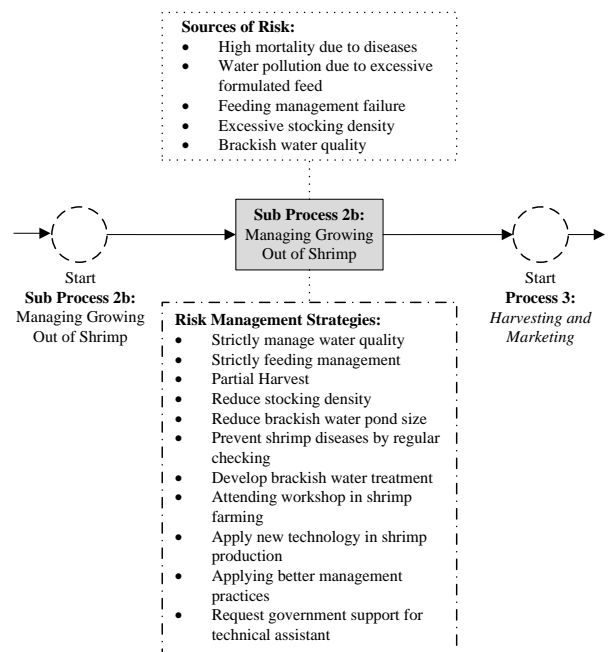 Sources of Risk:
• High mortality due to diseases
• Water pollution due to excessive
formulated feed
• Feeding management failure
• Excessive stocking density
• Brackish water quality
Sub Process 2b:
Managing Growing
Out of Shrimp
Start
Sub Process 2b:
Managing Growing
Out of Shrimp
Start
Process 3:
Harvesting and
Marketing
Risk Management Strategies:
• Strictly manage water quality
• Strictly feeding management
• Partial Harvest
• Reduce stocking density
• Reduce brackish water pond size
• Prevent shrimp diseases by regular
checking
• Develop brackish water treatment
• Attending workshop in shrimp
farming
• Apply new technology in shrimp
production
• Applying better management
practices
• Request government support for
technical assistant